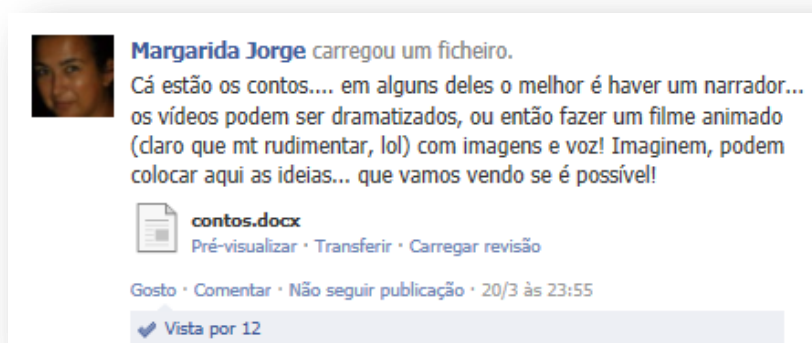 Margarida Jorge carregou um ficheiro.
Cá estão os contos.... em alguns deles o melhor é haver um narrador...
os vídeos podem ser dramatizados, ou então fazer um filme animado
(claro que mt rudimentar, lol) com imagens e voz! Imaginem, podem
colocar aqui as ideias... que vamos vendo se é possível!
contos.docx
Pré-visualizar · Transferir · Carregar revisão
Gosto · Comentar · Não seguir publicação · 20/3 às 23:55
Vista por 12